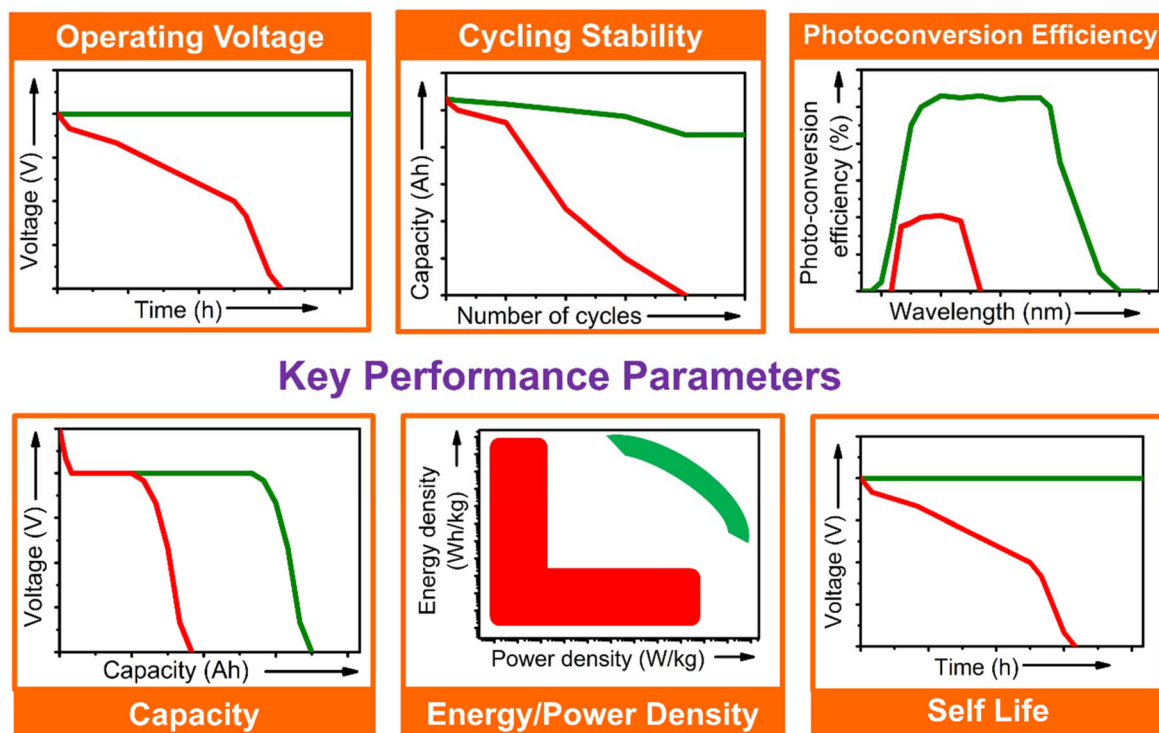 Operating Voltage
Voltage (V)
Time (h)
Cycling Stability
Capacity (Ah)
Number of cycles
Photoconversion Efficiency
Photo-conversion
efficiency (%)
Wavelength (nm)
Key Performance Parameters
Voltage (V)
Capacity (Ah)
Capacity
Energy density
(Wh/kg)
Power density (W/kg)
Energy/Power Density
Voltage (V)
Time (h)
Self Life